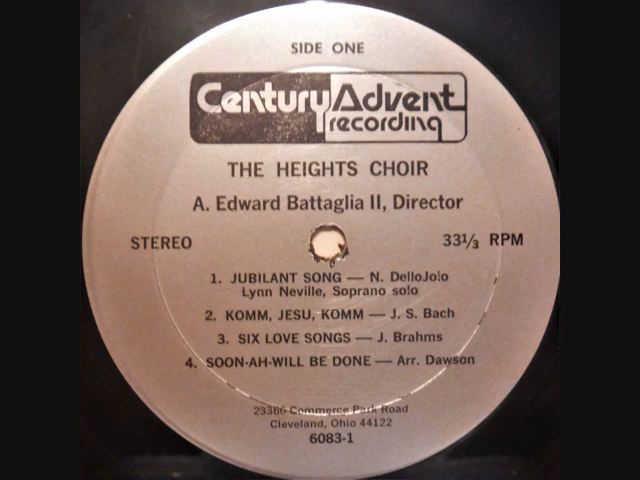 SIDE ONE
Century Advent
recording
THE HEIGHTS CHOIR
A. Edward Battaglia II, Director
STEREO
33⅓ RPM
1. JUBILANT SONG — N. DelloJoio
Lynn Neville, Soprano solo
2. KOMM, JESU, KOMM — J. S. Bach
3. SIX LOVE SONGS — J. Brahms
4. SOON-AH-WILL BE DONE — Arr. Dawson
23366 Commerce Park Road
Cleveland, Ohio 44122
6083-1